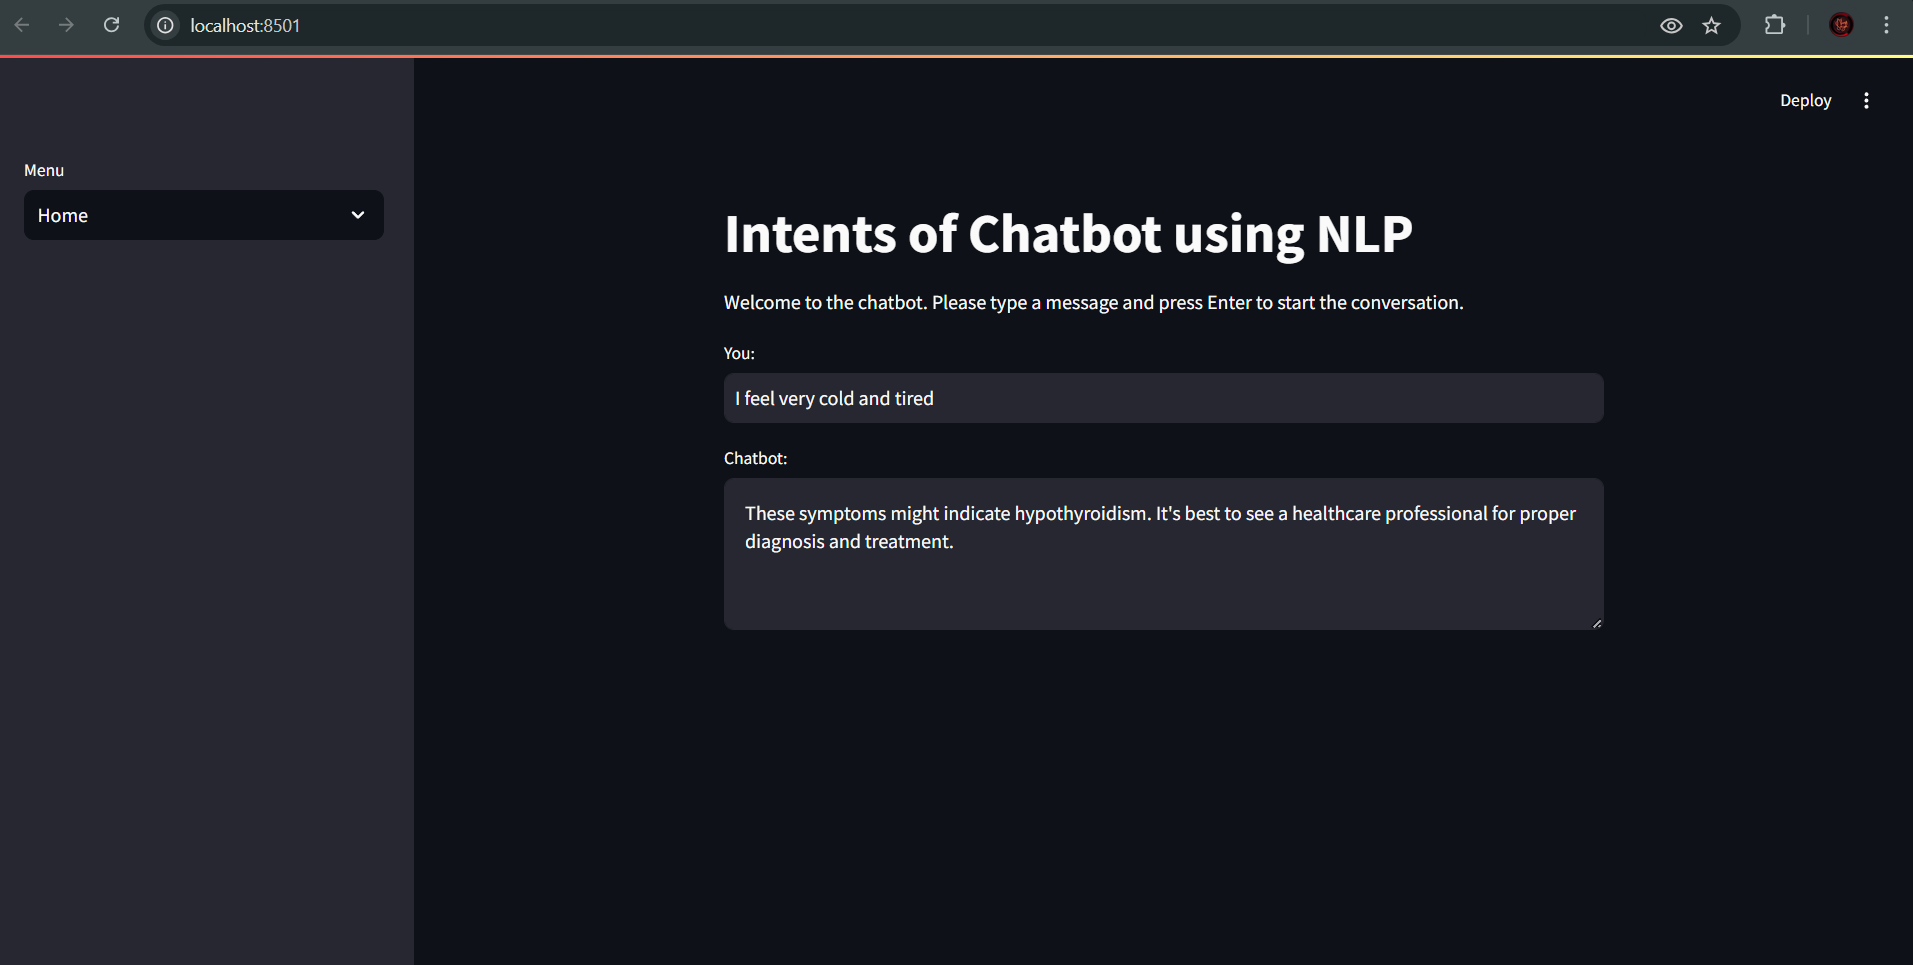 localhost:8501
Deploy
Menu
Home
Intents of Chatbot using NLP
Welcome to the chatbot. Please type a message and press Enter to start the conversation.
You:
I feel very cold and tired
Chatbot:
These symptoms might indicate hypothyroidism. It's best to see a healthcare professional for proper
diagnosis and treatment.